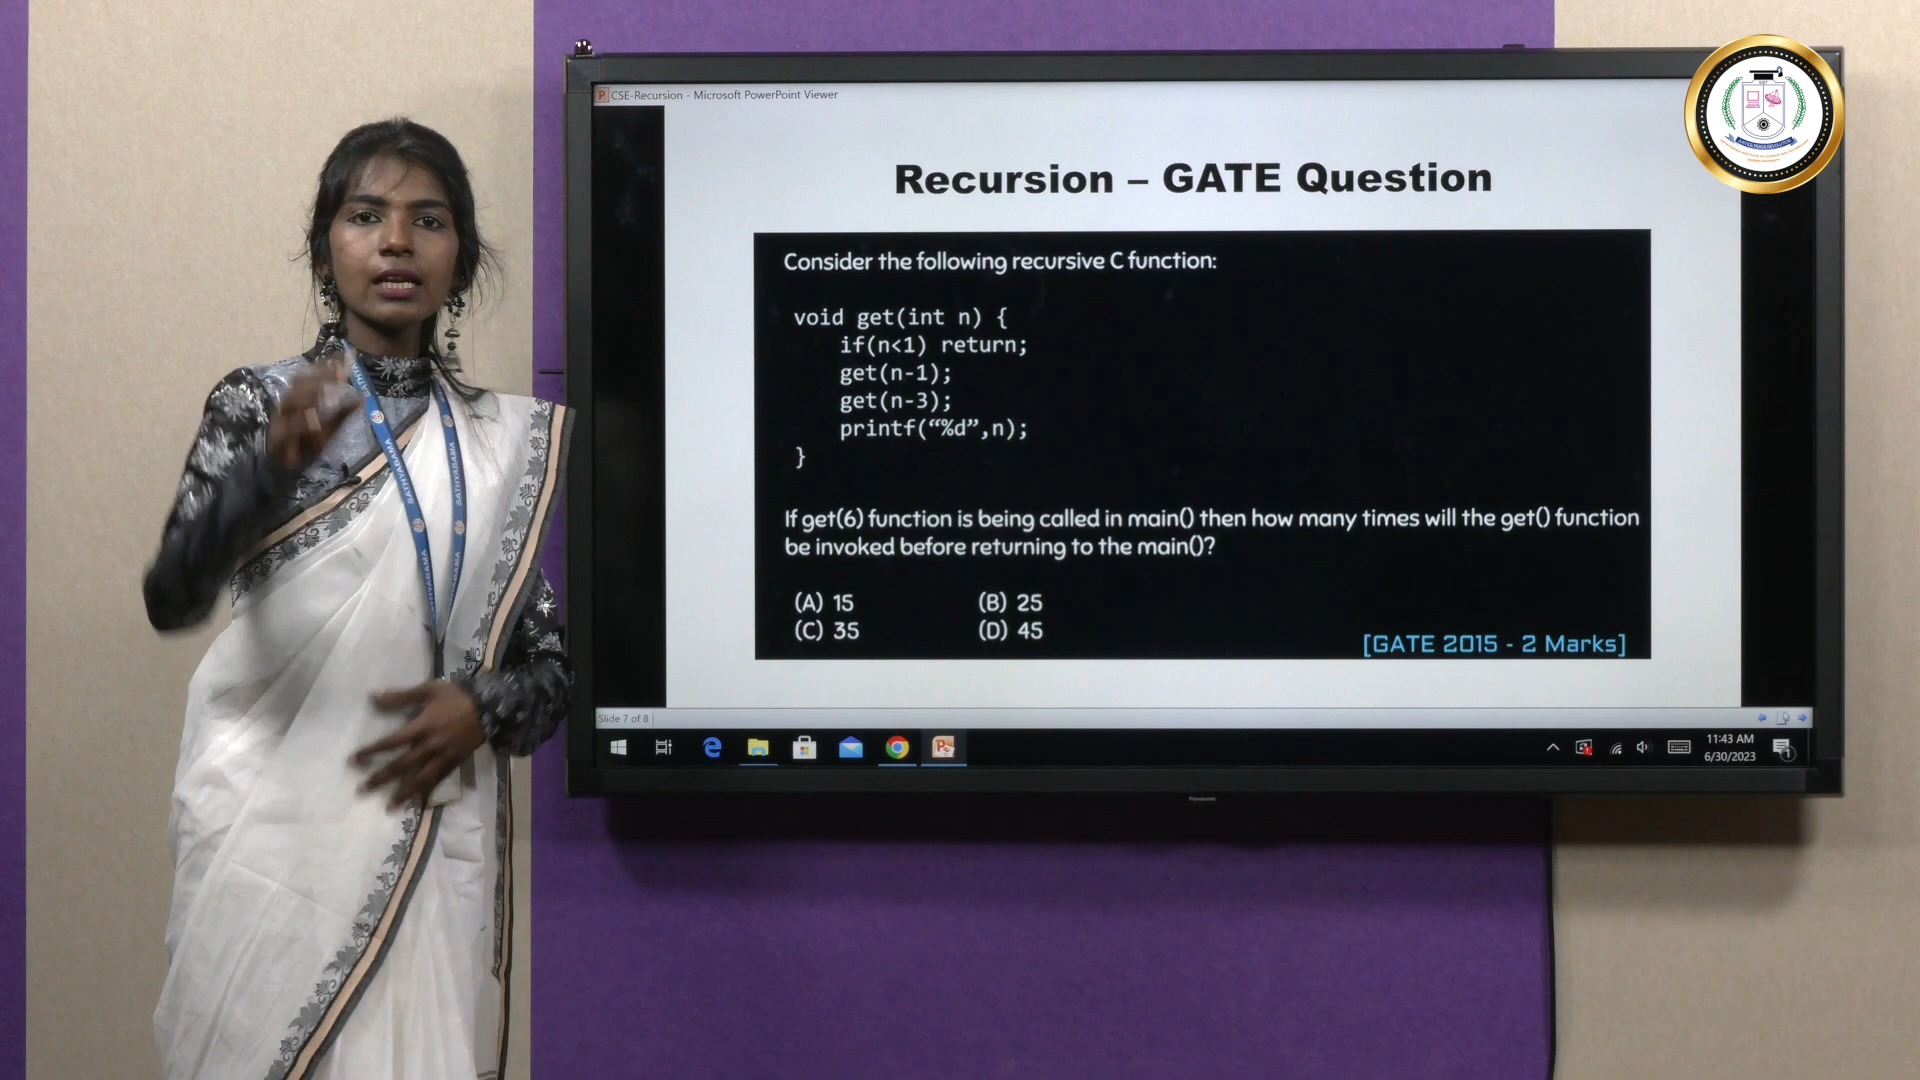 CSE-Recursion - Microsoft PowerPoint Viewer
Recursion – GATE Question
Consider the following recursive C function:
void get(int n) {
if(n<1) return;
get(n-1);
get(n-3);
printf(“%d”,n);
}
If get(6) function is being called in main() then how many times will the get() function
be invoked before returning to the main()?
(A) 15 (B) 25
(C) 35 (D) 45
[GATE 2015 - 2 Marks]
Slide 7 of 8
11:43 AM
6/30/2023
Panasonic
SATHYABAMA
SATHYABAMA